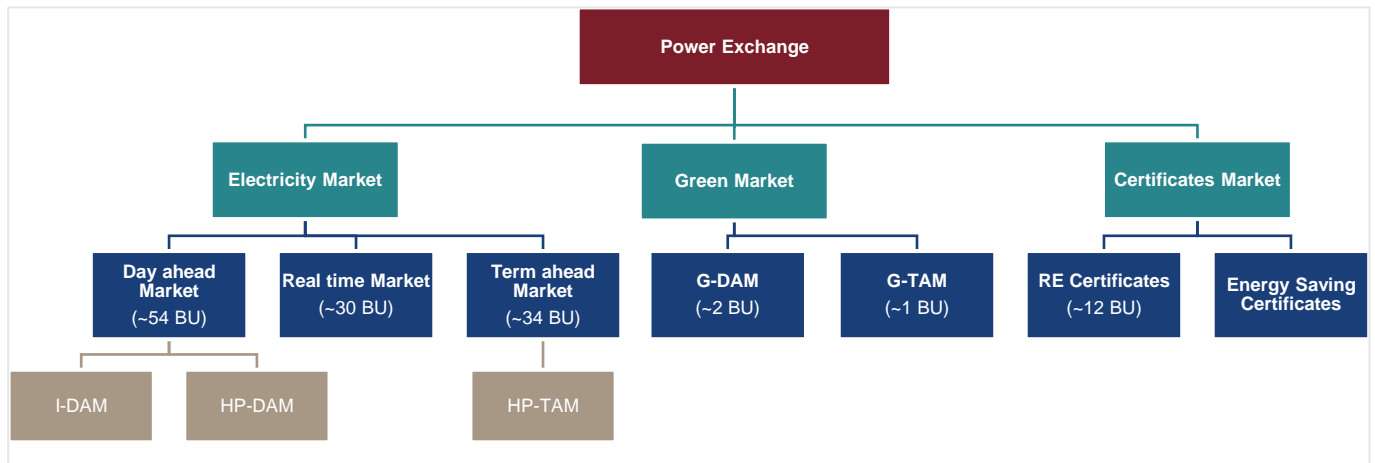 Power Exchange
Electricity Market
Green Market
Certificates Market
Day ahead
Market
(~54 BU)
Real time Market
(~30 BU)
Term ahead
Market
(~34 BU)
G-DAM
(~2 BU)
G-TAM
(~1 BU)
RE Certificates
(~12 BU)
Energy Saving
Certificates
I-DAM
HP-DAM
HP-TAM